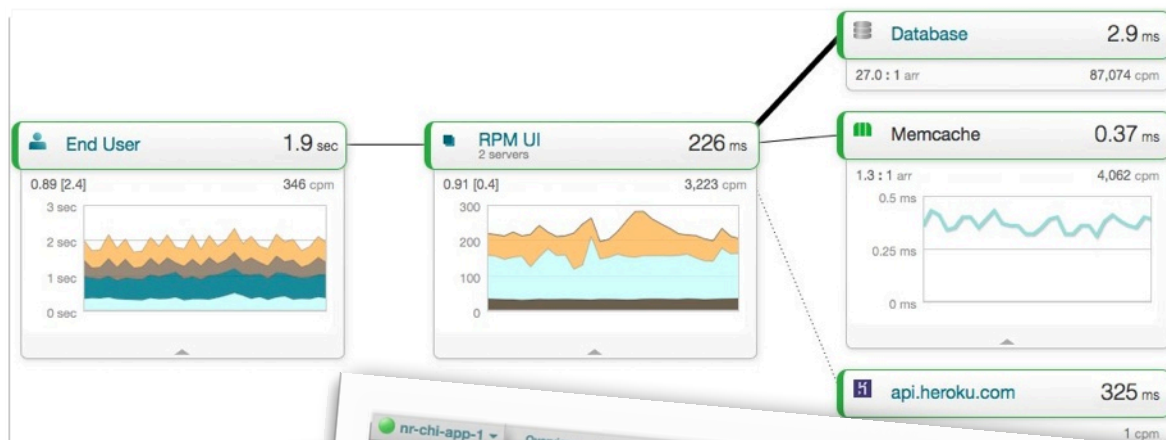 End User 1.9 sec
0.89 [2.4] 346 cpm
3 sec
2 sec
1 sec
0 sec
RPM UI 226 ms
2 servers
0.91 [0.4] 3,223 cpm
300
200
100
0
Database 2.9 ms
27.0 : 1 arr 87,074 cpm
Memcache 0.37 ms
1.3 : 1 arr 4,062 cpm
0.5 ms
0.25 ms
0 ms
api.heroku.com 325 ms
1 cpm
nr-chi-app-1